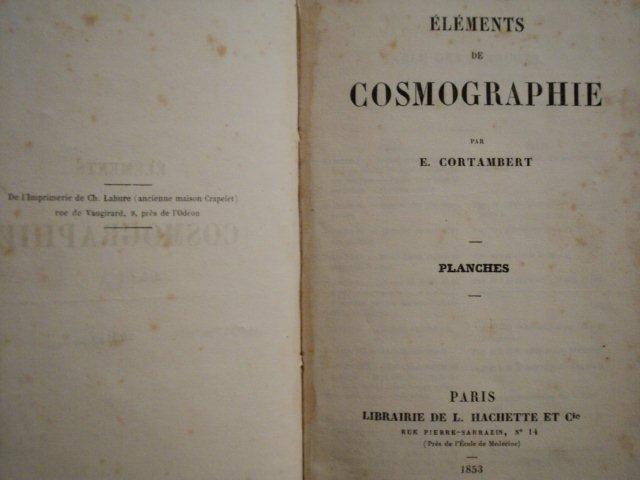 De l'Imprimerie de Ch. Lahure (ancienne maison Crapelet)
rue de Vaugirard, 9, près de l'Odéon
ÉLÉMENTS
DE
COSMOGRAPHIE
PAR
E. CORTAMBERT
PLANCHES
PARIS
LIBRAIRIE DE L. HACHETTE ET Cie
RUE PIERRE-SARRAZIN, N° 14
(Près de l'École de Médecine)
1853